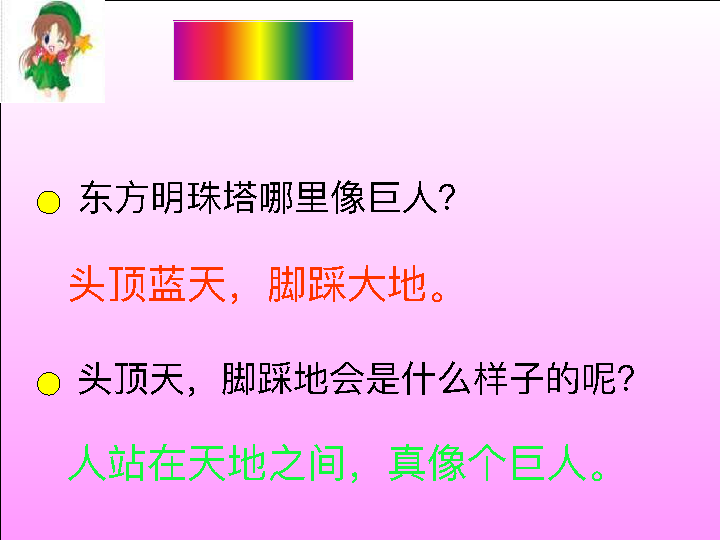 东方明珠塔哪里像巨人?
头顶蓝天，脚踩大地。
头顶天，脚踩地会是什么样子的呢?
人站在天地之间，真像个巨人。